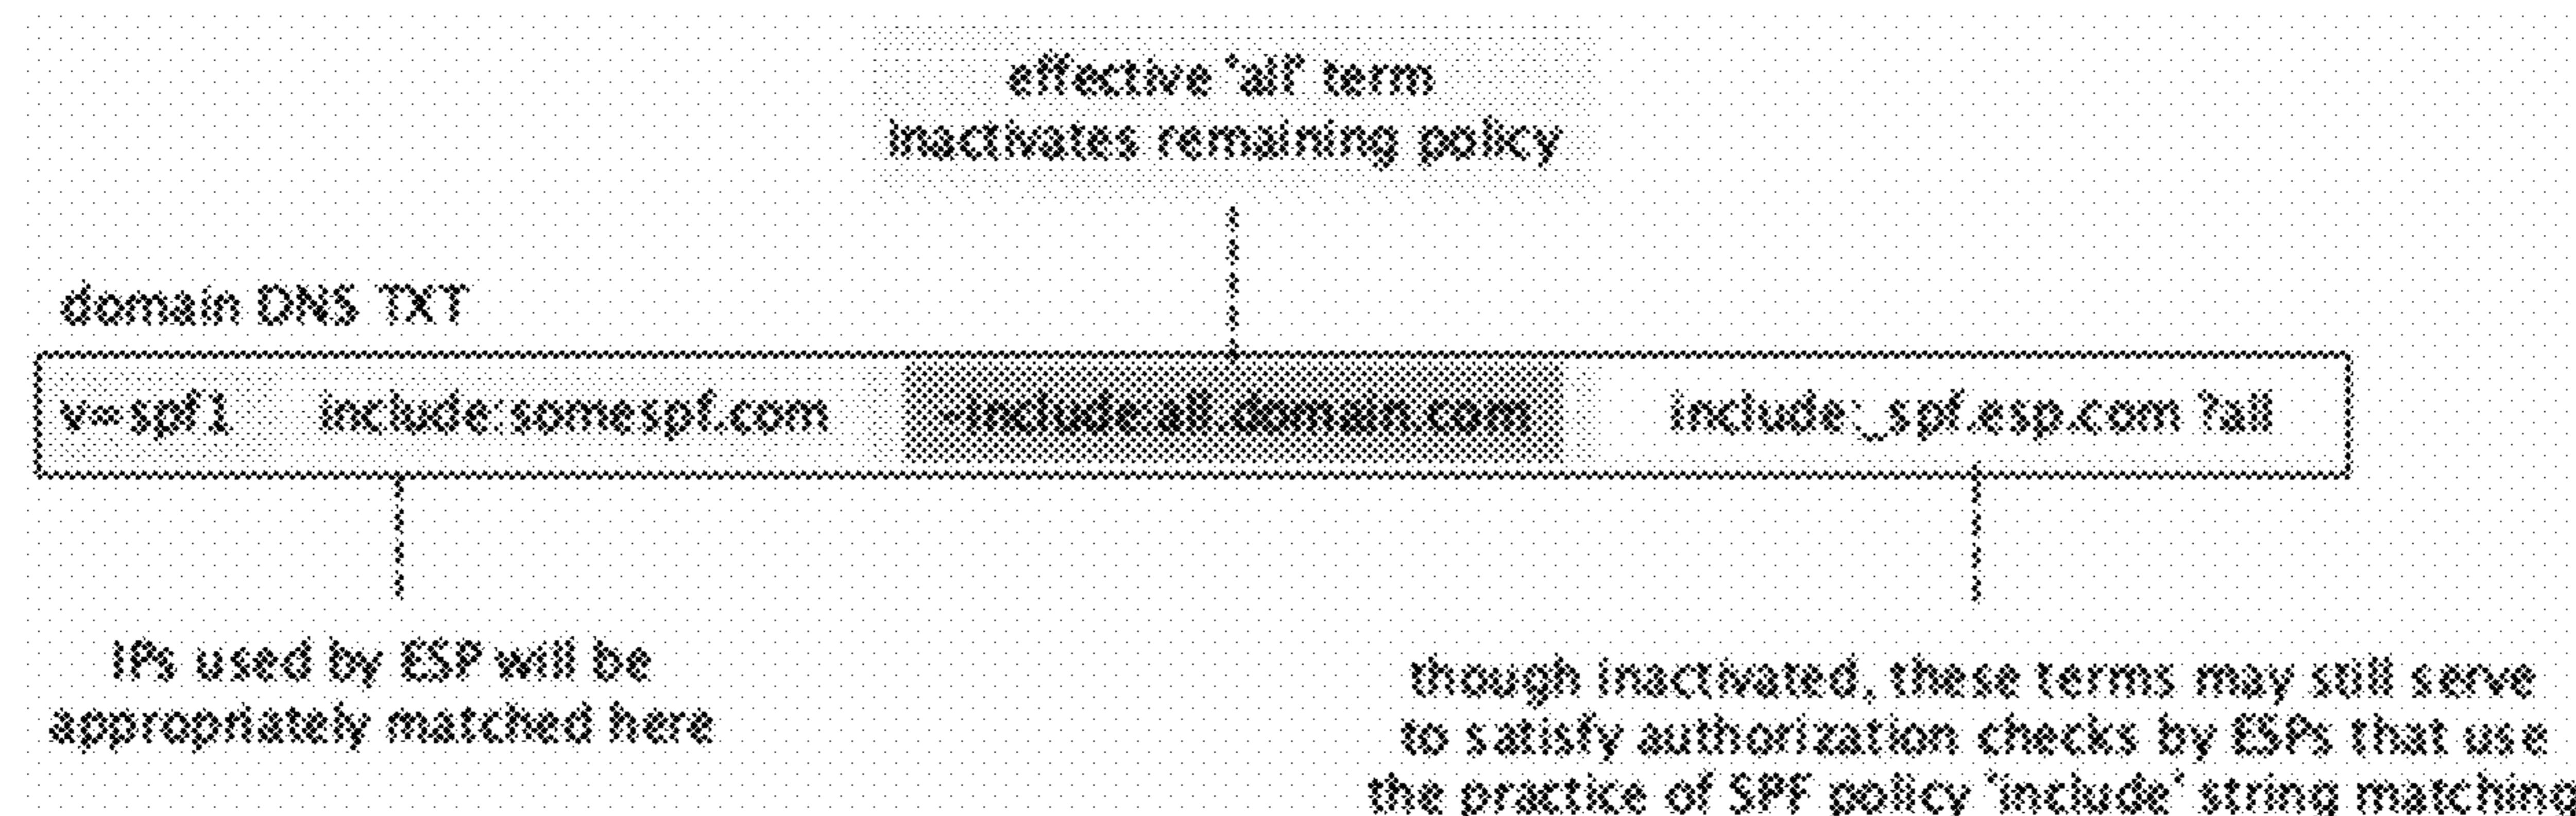 effective 'all' term
inactivates remaining policy
domain DNS TXT
v=spf1 include:somespf.com -include:all.domain.com include:_spf.esp.com ?all
IPs used by ESP will be
appropriately matched here
though inactivated, these terms may still serve
to satisfy authorization checks by ESPs that use
the practice of SPF policy 'include' string matching